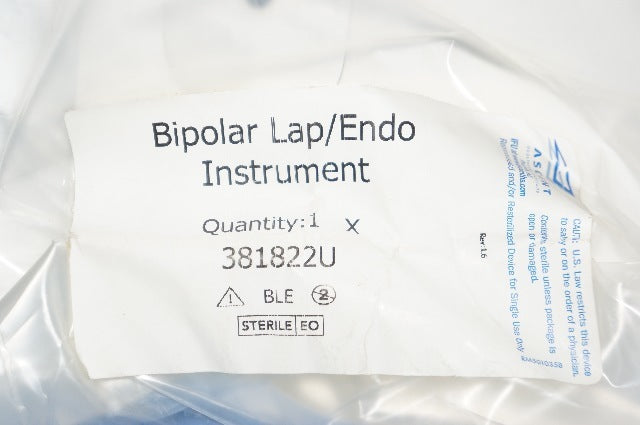 Bipolar Lap/Endo
Instrument
Quantity:1 x
381822U
BLE 2
STERILE EO
Rev 1.6
ASCENT
Reprocessed and/or Resterilized Device for Single Use Only
Contents sterile unless package is
open or damaged.
U.S. Law restricts this device
to sale by or on the order of a physician.